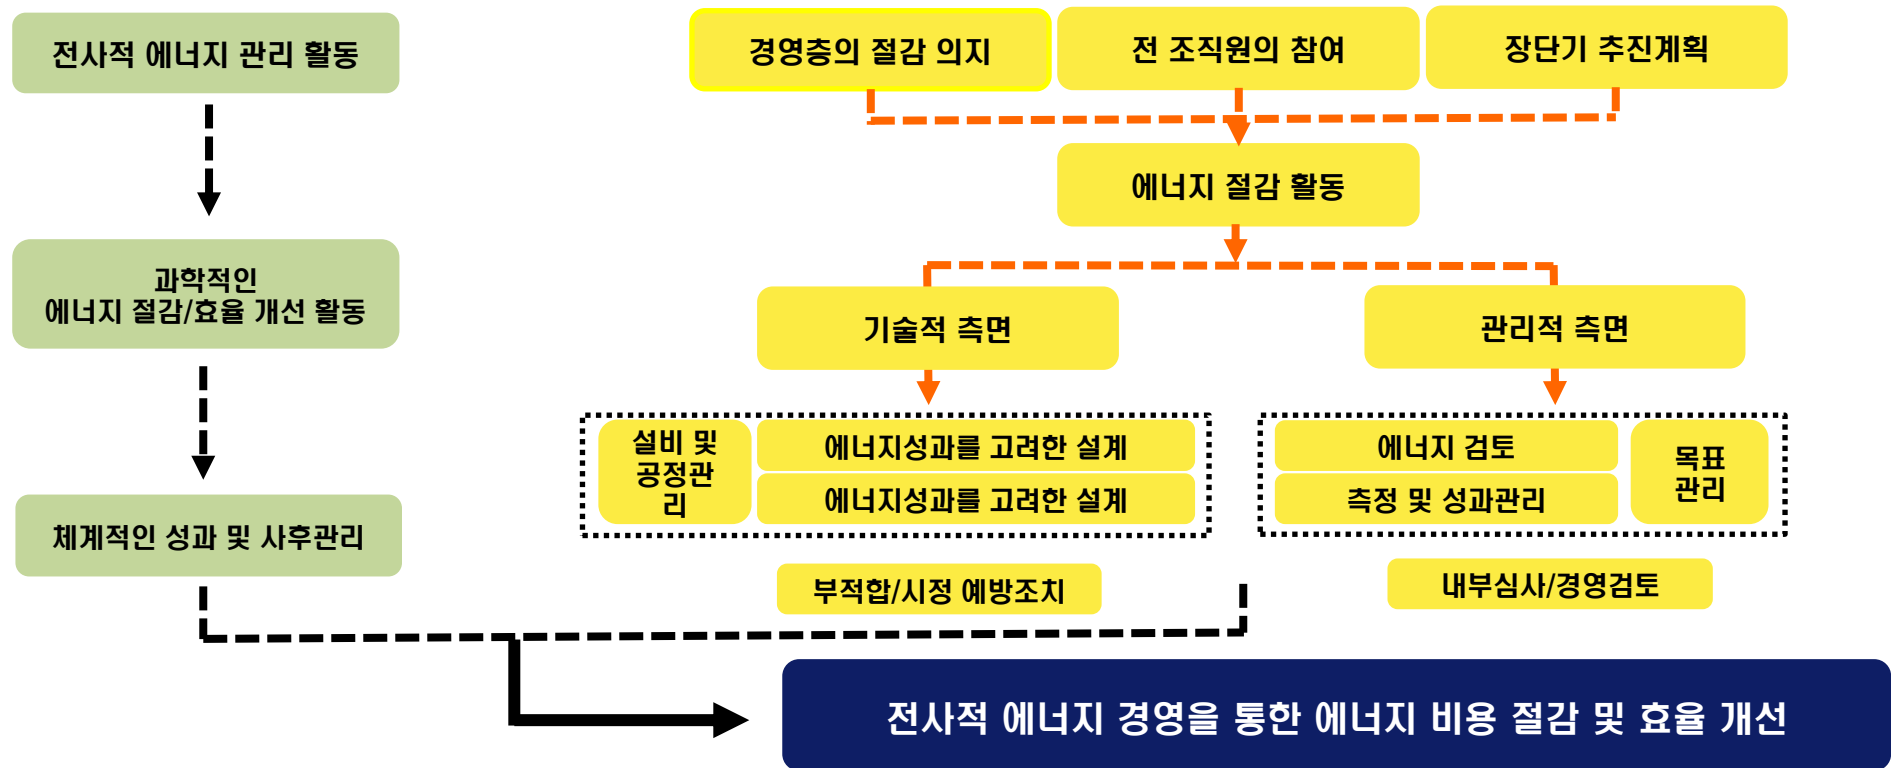 전사적 에너지 관리 활동
과학적인
에너지 절감/효율 개선 활동
체계적인 성과 및 사후관리
경영층의 절감 의지
전 조직원의 참여
장단기 추진계획
에너지 절감 활동
기술적 측면
관리적 측면
설비 및
공정관
리
에너지성과를 고려한 설계
에너지성과를 고려한 설계
에너지 검토
측정 및 성과관리
목표
관리
부적합/시정 예방조치
내부심사/경영검토
전사적 에너지 경영을 통한 에너지 비용 절감 및 효율 개선